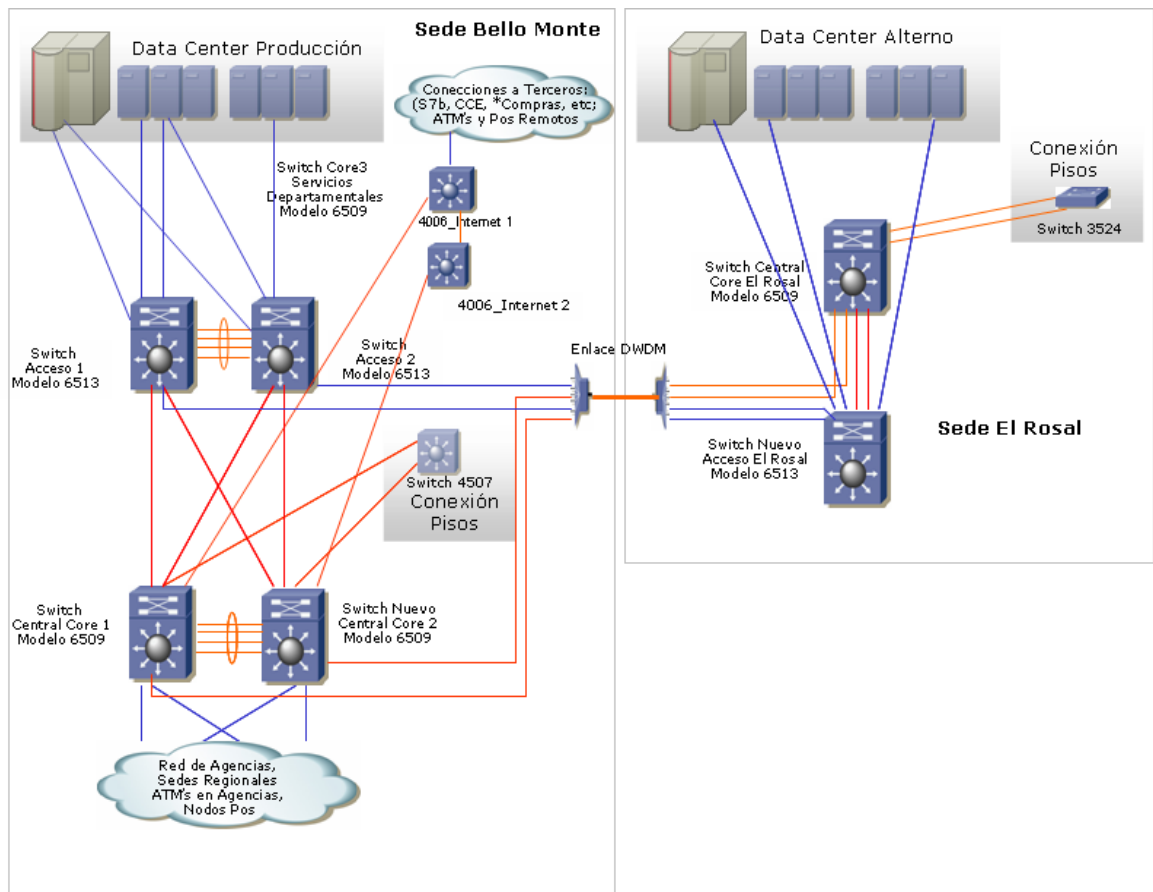 Sede Bello Monte
Data Center Producción
Conecciones a Terceros:
(S7b, CCE, *Compras, etc;
ATM's y Pos Remotos
Switch Core3
Servicios
Departamentales
Modelo 6509
4006_Internet 1
4006_Internet 2
Switch
Acceso 1
Modelo 6513
Switch
Acceso 2
Modelo 6513
Enlace DWDM
Switch 4507
Conexión
Pisos
Switch
Central Core 1
Modelo 6509
Switch Nuevo
Central Core 2
Modelo 6509
Red de Agencias,
Sedes Regionales
ATM's en Agencias,
Nodos Pos
Data Center Alterno
Conexión
Pisos
Switch 3524
Switch Central
Core El Rosal
Modelo 6509
Sede El Rosal
Switch Nuevo
Acceso El Rosal
Modelo 6513